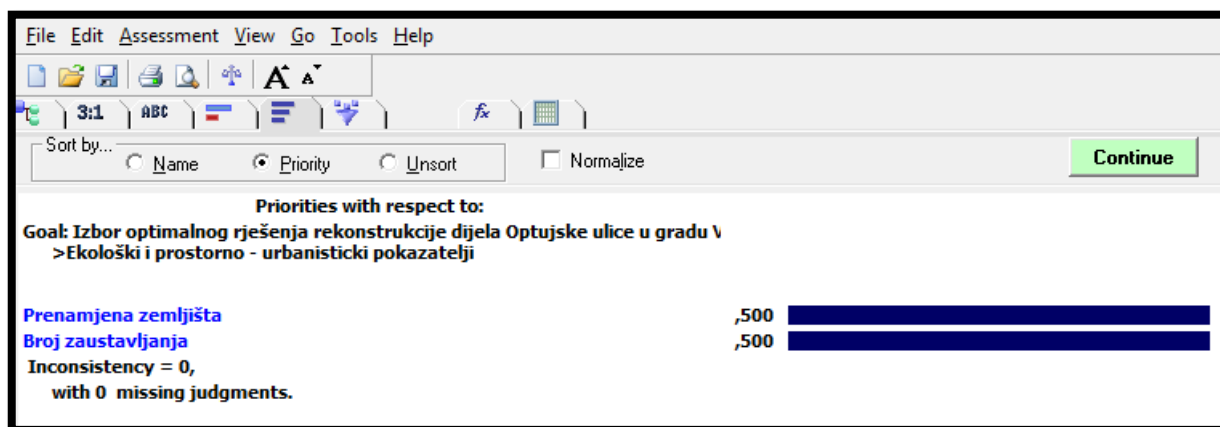 File Edit Assessment View Go Tools Help
A A
3:1 ABC fx
Sort by...
Name Priority Unsort Normalize Continue
Priorities with respect to:
Goal: Izbor optimalnog rješenja rekonstrukcije dijela Optujske ulice u gradu V
>Ekološki i prostorno - urbanisticki pokazatelji
Prenamjena zemljišta ,500
Broj zaustavljanja ,500
Inconsistency = 0,
with 0 missing judgments.